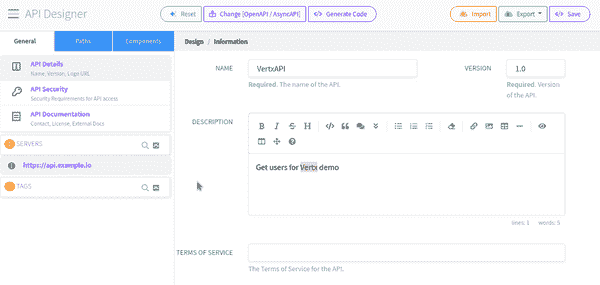 API Designer
Reset
Change [OpenAPI / AsyncAPI]
Generate Code
Import
Export
Save
General
Paths
Components
Design / Information
API Details
Name, Version, Logo URL
API Security
Security Requirements for API access
API Documentation
Contact, License, External Docs
SERVERS
https://api.example.io
TAGS
NAME
VertxAPI
Required. The name of the API.
VERSION
1.0
Required. Version
of the API.
DESCRIPTION
B I S H
Get users for Vertx demo
lines: 1 words: 5
TERMS OF SERVICE
The Terms of Service for the API.